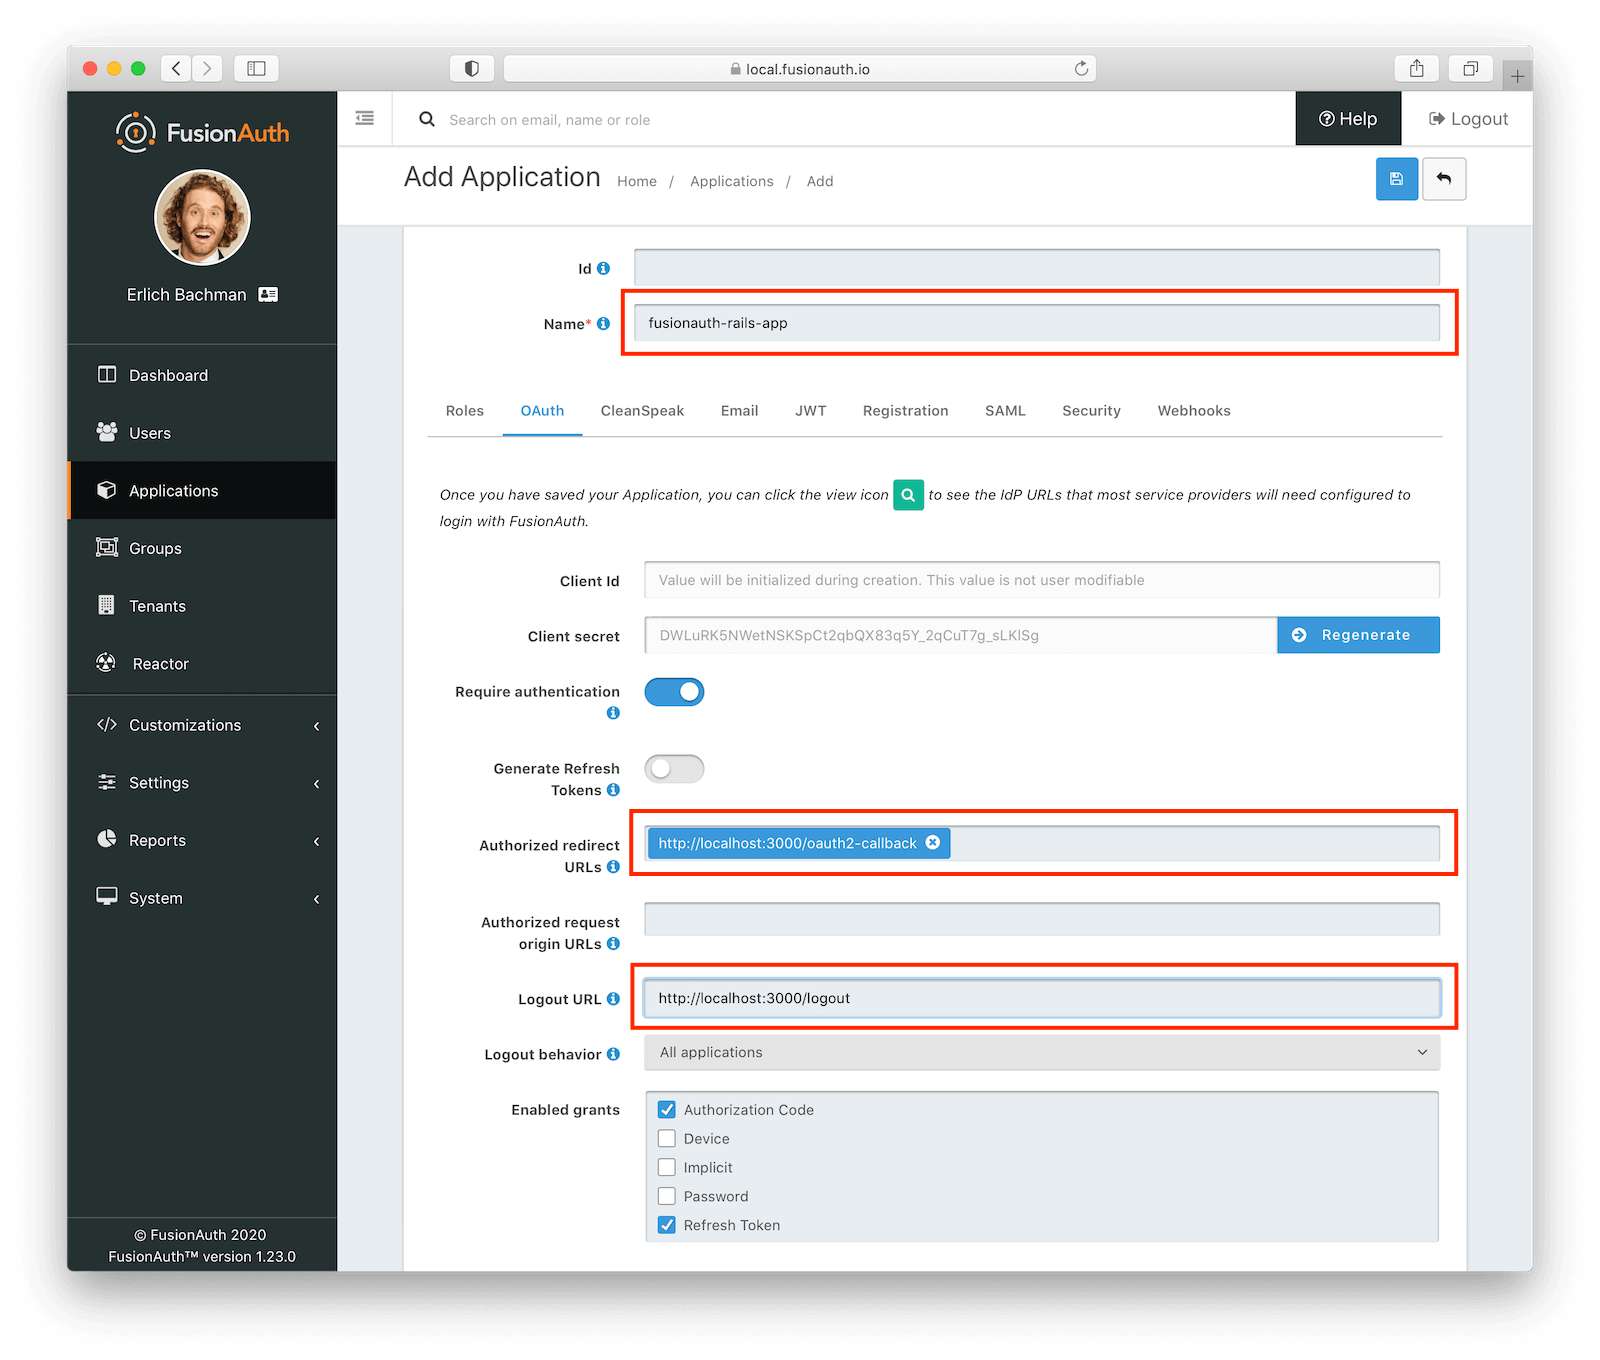 local.fusionauth.io
FusionAuth
Search on email, name or role
Help
Logout
Add Application
Home / Applications / Add
Erlich Bachman
Dashboard
Users
Applications
Groups
Tenants
Reactor
Customizations
Settings
Reports
System
© FusionAuth 2020
FusionAuth™ version 1.23.0
Id
Name*
fusionauth-rails-app
Roles
OAuth
CleanSpeak
Email
JWT
Registration
SAML
Security
Webhooks
Once you have saved your Application, you can click the view icon to see the IdP URLs that most service providers will need configured to
login with FusionAuth.
Client Id
Value will be initialized during creation. This value is not user modifiable
Client secret
DWLuRK5NWetNSKSpCt2qbQX83q5Y_2qCuT7g_sLKlSg
Regenerate
Require authentication
Generate Refresh
Tokens
Authorized redirect
URLs
http://localhost:3000/oauth2-callback
Authorized request
origin URLs
Logout URL
http://localhost:3000/logout
Logout behavior
All applications
Enabled grants
Authorization Code
Device
Implicit
Password
Refresh Token